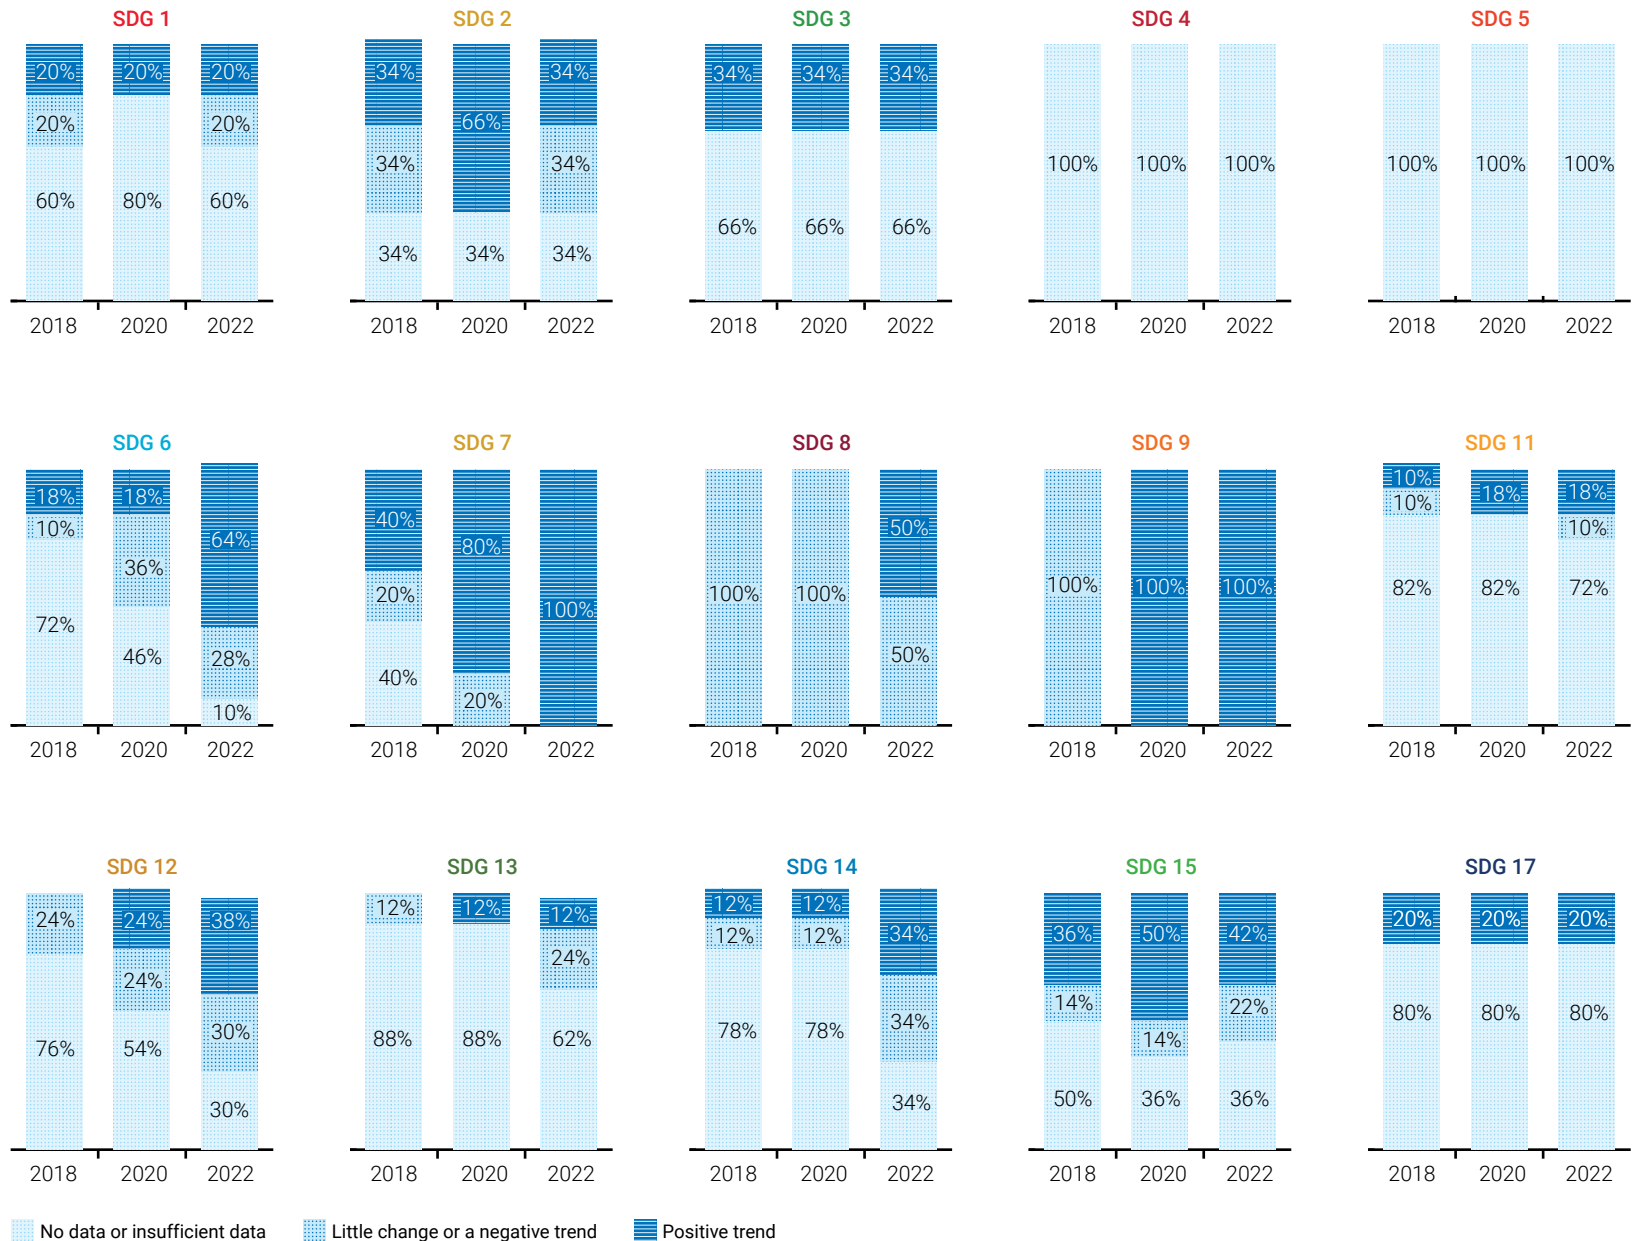 SDG 1
20% 20% 20%
20% 20%
60% 80% 60%
2018 2020 2022
SDG 2
34% 66% 34%
34% 34%
34% 34% 34%
2018 2020 2022
SDG 3
34% 34% 34%
66% 66% 66%
2018 2020 2022
SDG 4
100% 100% 100%
2018 2020 2022
SDG 5
100% 100% 100%
2018 2020 2022
SDG 6
18% 18% 64%
10% 36% 28%
72% 46% 10%
2018 2020 2022
SDG 7
40% 80% 100%
20% 20%
40%
2018 2020 2022
SDG 8
50%
100% 100% 50%
2018 2020 2022
SDG 9
100% 100% 100%
2018 2020 2022
SDG 11
10% 18% 18%
10% 10%
82% 82% 72%
2018 2020 2022
SDG 12
24% 24% 38%
24% 30%
76% 54% 30%
2018 2020 2022
SDG 13
12% 12% 12%
24%
88% 88% 62%
2018 2020 2022
SDG 14
12% 12% 34%
12% 12% 34%
78% 78% 34%
2018 2020 2022
SDG 15
36% 50% 42%
14% 14% 22%
50% 36% 36%
2018 2020 2022
SDG 17
20% 20% 20%
80% 80% 80%
2018 2020 2022
No data or insufficient data
Little change or a negative trend
Positive trend